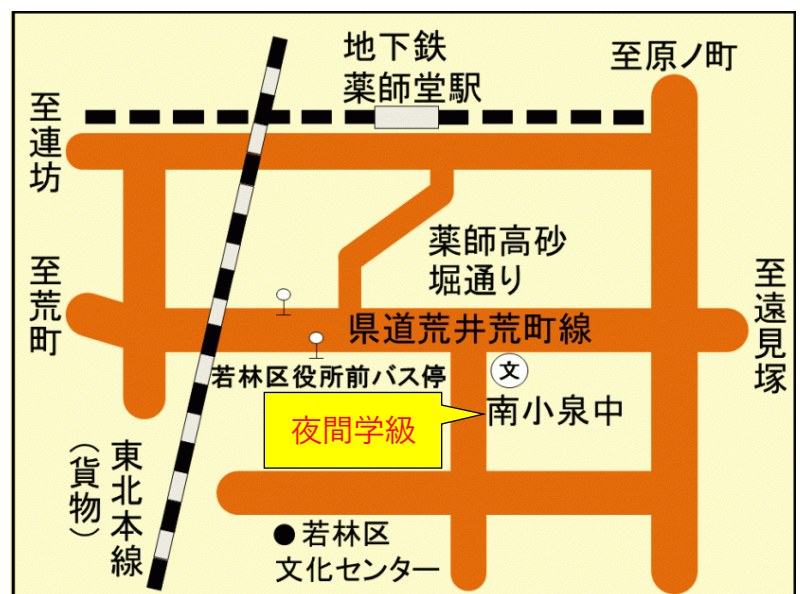 地下鉄
薬師堂駅
至原ノ町
至連坊
薬師高砂
堀通り
至荒町
県道荒井荒町線
至遠見塚
若林区役所前バス停
文
南小泉中
夜間学級
東北本線
（貨物）
●若林区
文化センター